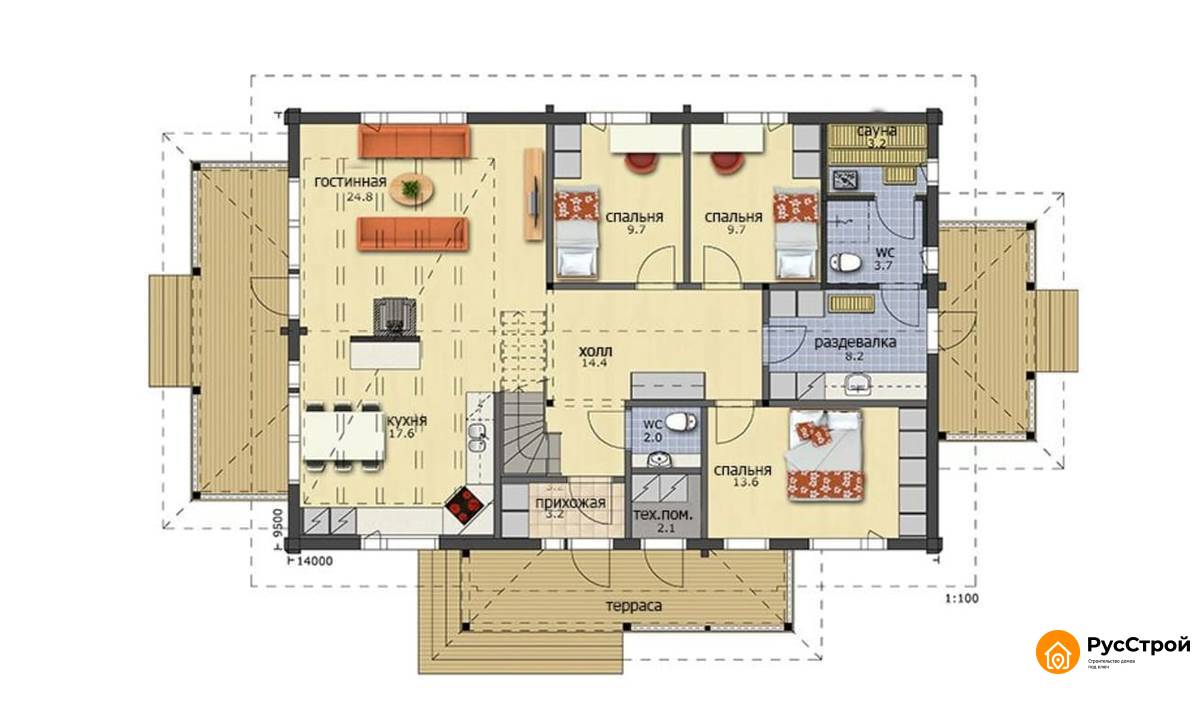 сауна
3.2
гостинная
24.8
спальня
9.7
спальня
9.7
WC
3.7
раздевалка
8.2
холл
14.4
кухня
17.6
WC
2.0
спальня
13.6
3.2
прихожая
3.2
тех.пом.
2.1
9500
14000
терраса
1:100
РусСтрой
Строительство домов
под ключ